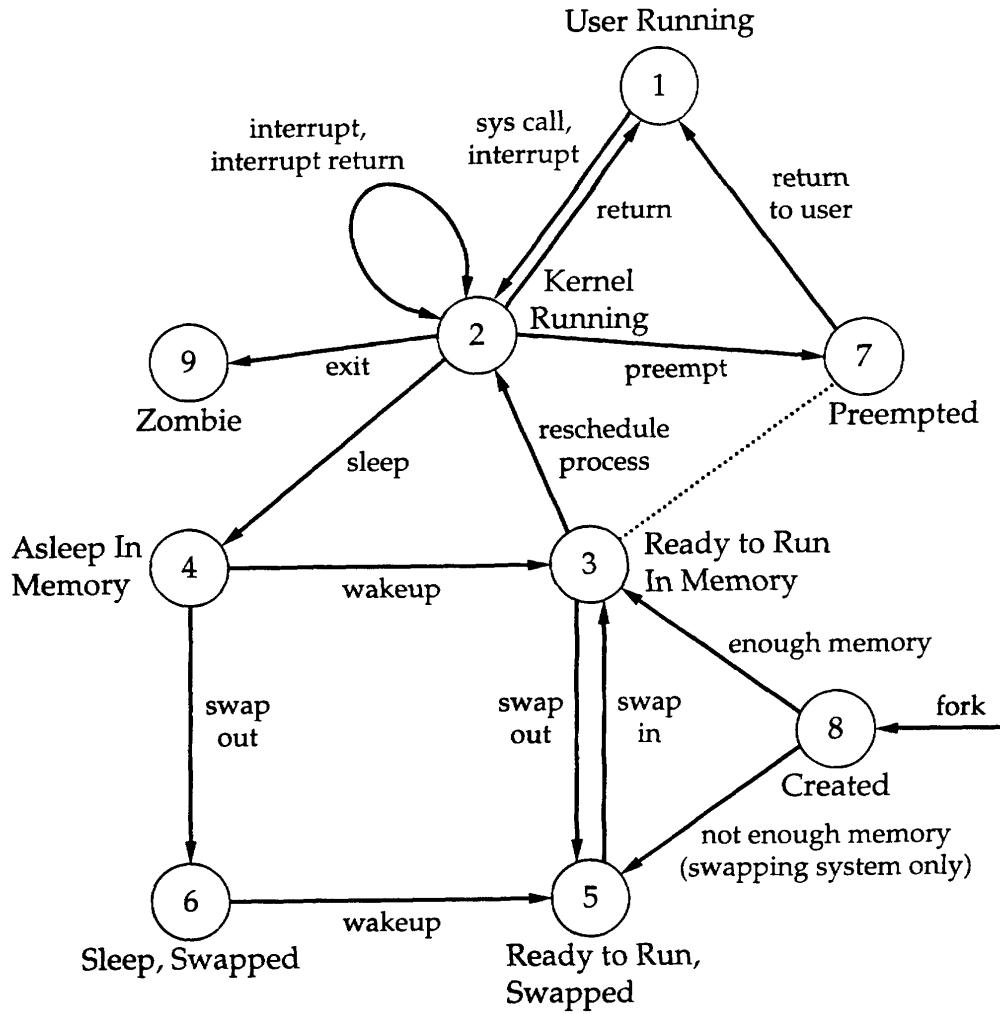 User Running
1
sys call,
interrupt
interrupt,
interrupt return
return
to user
return
Kernel
Running
2
7
9
exit
preempt
Zombie
Preempted
reschedule
process
sleep
Asleep In
Memory
4
3
Ready to Run
In Memory
wakeup
enough memory
swap
out
swap
out
swap
in
fork
8
Created
not enough memory
(swapping system only)
6
5
wakeup
Sleep, Swapped
Ready to Run,
Swapped